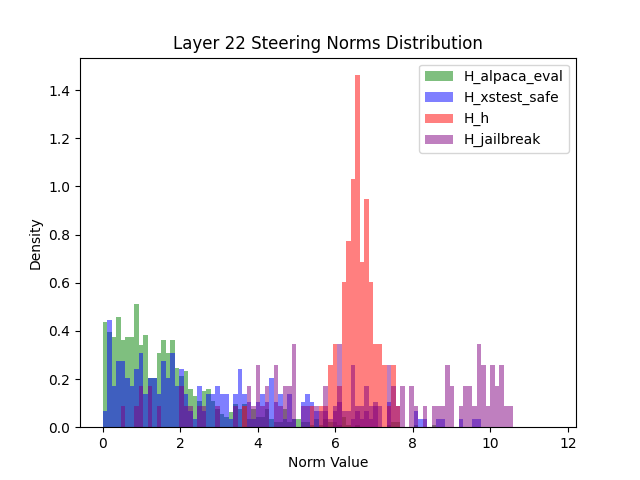 Layer 22 Steering Norms Distribution
H_alpaca_eval
H_xstest_safe
H_h
H_jailbreak
Density
1.4
1.2
1.0
0.8
0.6
0.4
0.2
0.0
0 2 4 6 8 10 12
Norm Value